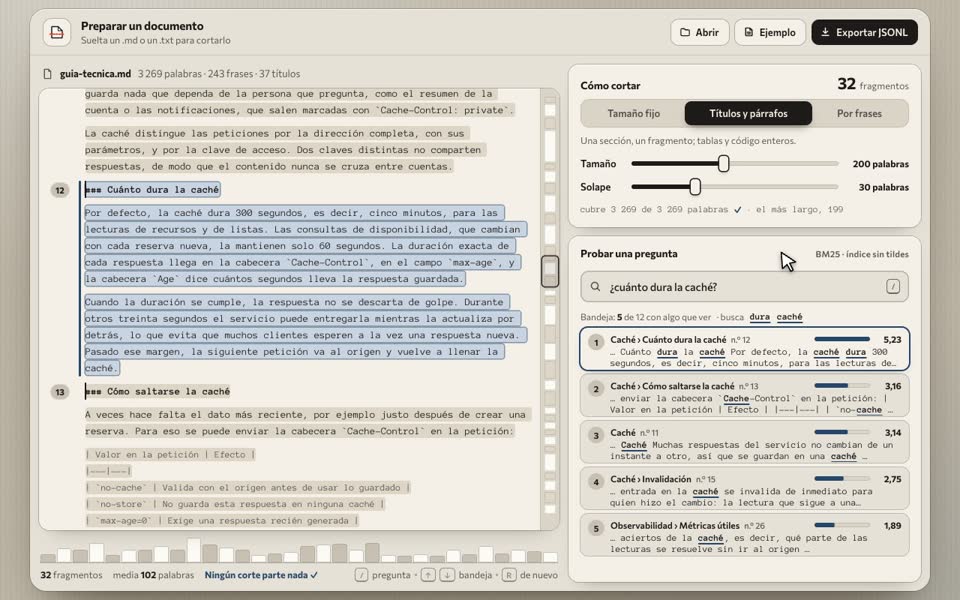 Preparar un documento
Suelta un .md o un .txt para cortarlo
Abrir
Ejemplo
Exportar JSONL
guia-tecnica.md 3 269 palabras · 243 frases · 37 títulos
guarda nada que dependa de la persona que pregunta, como el resumen de la
cuenta o las notificaciones, que salen marcadas con `Cache-Control: private`.
La caché distingue las peticiones por la dirección completa, con sus
parámetros, y por la clave de acceso. Dos claves distintas no comparten
respuestas, de modo que el contenido nunca se cruza entre cuentas.
12 ### Cuánto dura la caché
Por defecto, la caché dura 300 segundos, es decir, cinco minutos, para las
lecturas de recursos y de listas. Las consultas de disponibilidad, que cambian
con cada reserva nueva, la mantienen solo 60 segundos. La duración exacta de
cada respuesta llega en la cabecera `Cache-Control`, en el campo `max-age`, y
la cabecera `Age` dice cuántos segundos lleva la respuesta guardada.
Cuando la duración se cumple, la respuesta no se descarta de golpe. Durante
otros treinta segundos el servicio puede entregarla mientras la actualiza por
detrás, lo que evita que muchos clientes esperen a la vez una respuesta nueva.
Pasado ese margen, la siguiente petición va al origen y vuelve a llenar la
caché.
13 ### Cómo saltarse la caché
A veces hace falta el dato más reciente, por ejemplo justo después de crear una
reserva. Para eso se puede enviar la cabecera `Cache-Control` en la petición:
| Valor en la petición | Efecto |
|---|---|
| `no-cache` | Valida con el origen antes de usar lo guardado |
| `no-store` | No guarda esta respuesta en ninguna caché |
| `max-age=0` | Exige una respuesta recién generada |
32 fragmentos media 102 palabras Ningún corte parte nada ✓
/ pregunta · ↑ ↓ bandeja · R de nuevo
Cómo cortar
32 fragmentos
Tamaño fijo
Títulos y párrafos
Por frases
Una sección, un fragmento; tablas y código enteros.
Tamaño 200 palabras
Solape 30 palabras
cubre 3 269 de 3 269 palabras ✓ · el más largo, 199
Probar una pregunta
BM25 · índice sin tildes
¿cuánto dura la caché? /
Bandeja: 5 de 12 con algo que ver · busca dura caché
1 Caché › Cuánto dura la caché n.º 12 5,23
… Cuánto dura la caché Por defecto, la caché dura 300
segundos, es decir, cinco minutos, para las lecturas de…
2 Caché › Cómo saltarse la caché n.º 13 3,16
… enviar la cabecera `Cache-Control` en la petición: |
Valor en la petición | Efecto | |---|---| | `no-cache …
3 Caché n.º 11 3,14
… Caché Muchas respuestas del servicio no cambian de un
instante a otro, así que se guardan en una caché …
4 Caché › Invalidación n.º 15 2,75
… entrada en la caché se invalida de inmediato para
quien hizo el cambio: la lectura que sigue a una…
5 Observabilidad › Métricas útiles n.º 26 1,89
… aciertos de la caché, es decir, qué parte de las
lecturas se resuelve sin ir al origen …